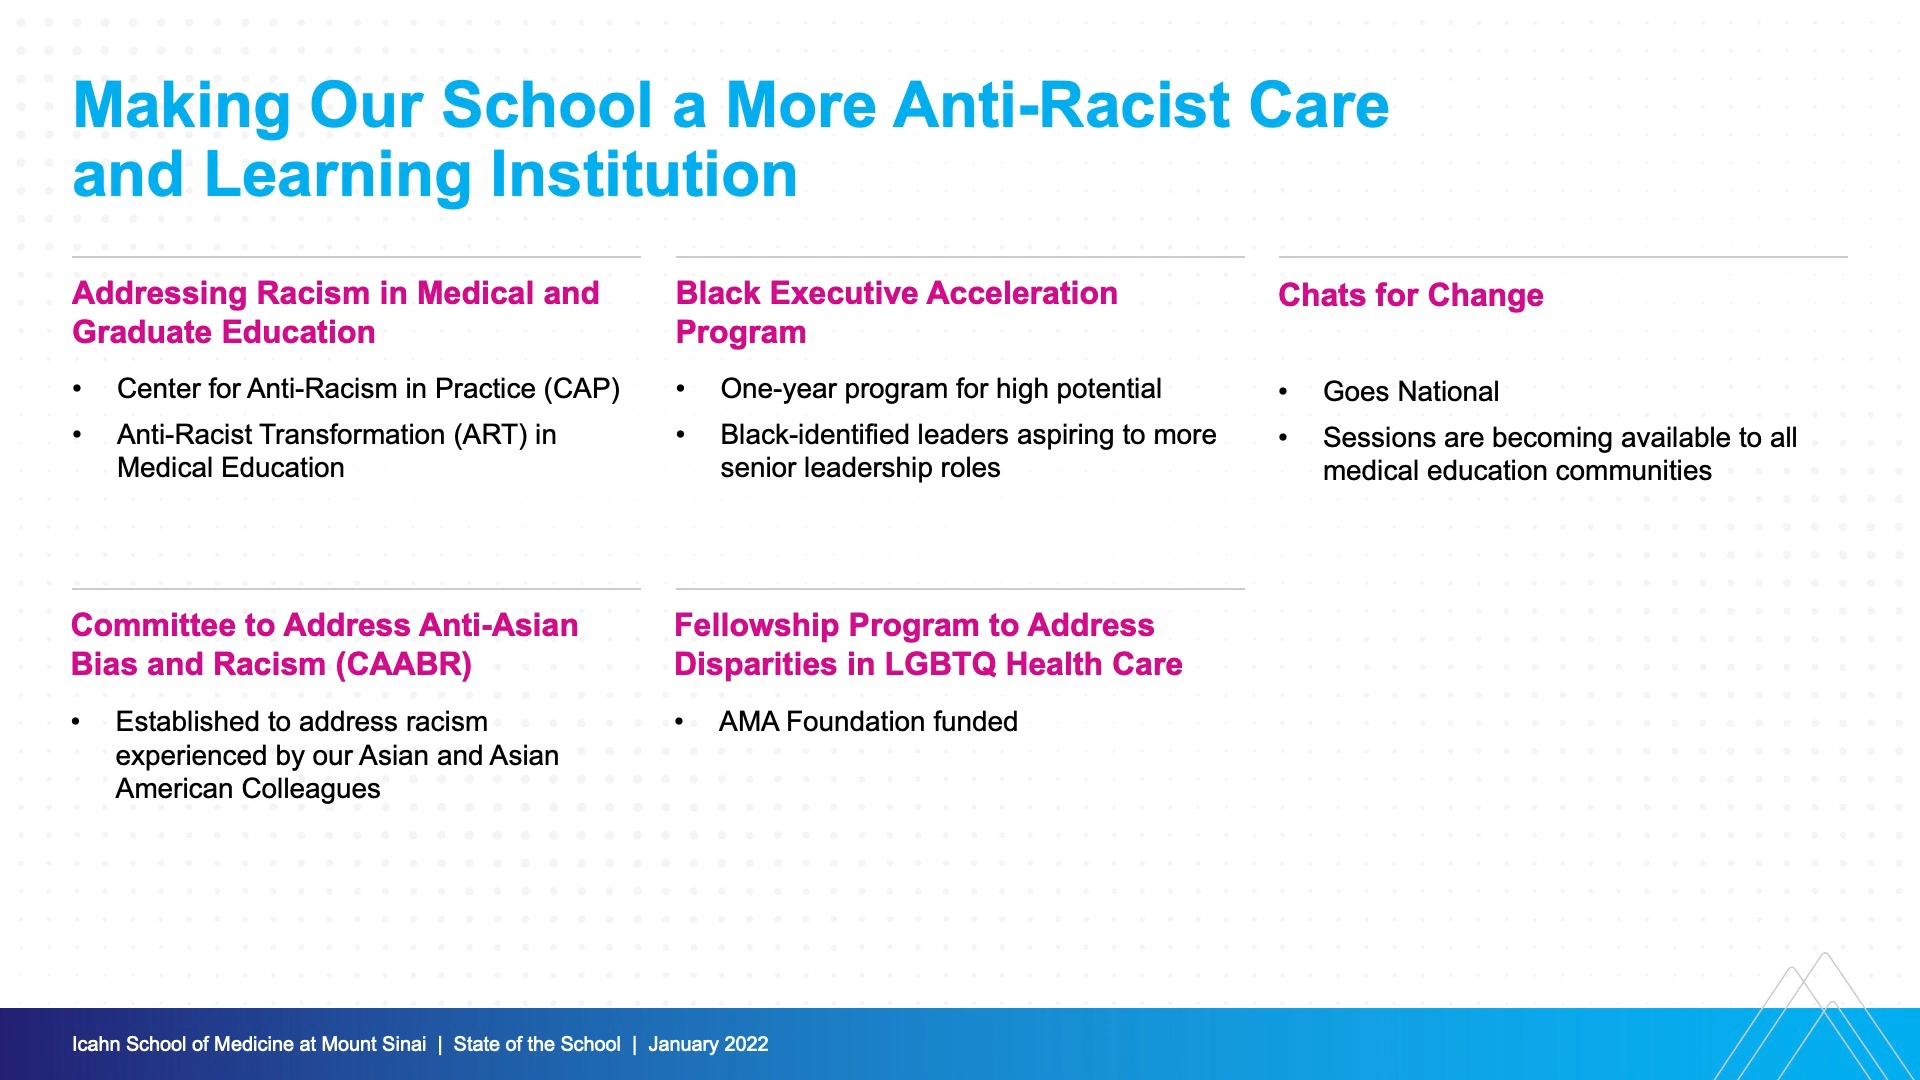 Making Our School a More Anti-Racist Care
and Learning Institution
Addressing Racism in Medical and
Graduate Education
• Center for Anti-Racism in Practice (CAP)
• Anti-Racist Transformation (ART) in
Medical Education
Black Executive Acceleration
Program
• One-year program for high potential
• Black-identified leaders aspiring to more
senior leadership roles
Chats for Change
• Goes National
• Sessions are becoming available to all
medical education communities
Committee to Address Anti-Asian
Bias and Racism (CAABR)
• Established to address racism
experienced by our Asian and Asian
American Colleagues
Fellowship Program to Address
Disparities in LGBTQ Health Care
• AMA Foundation funded
Icahn School of Medicine at Mount Sinai | State of the School | January 2022